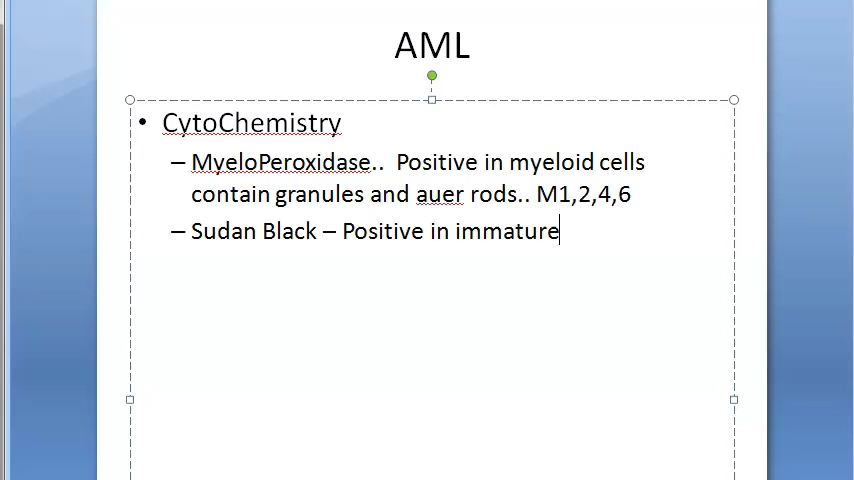 AML
• CytoChemistry
– MyeloPeroxidase.. Positive in myeloid cells
contain granules and auer rods.. M1,2,4,6
– Sudan Black – Positive in immature